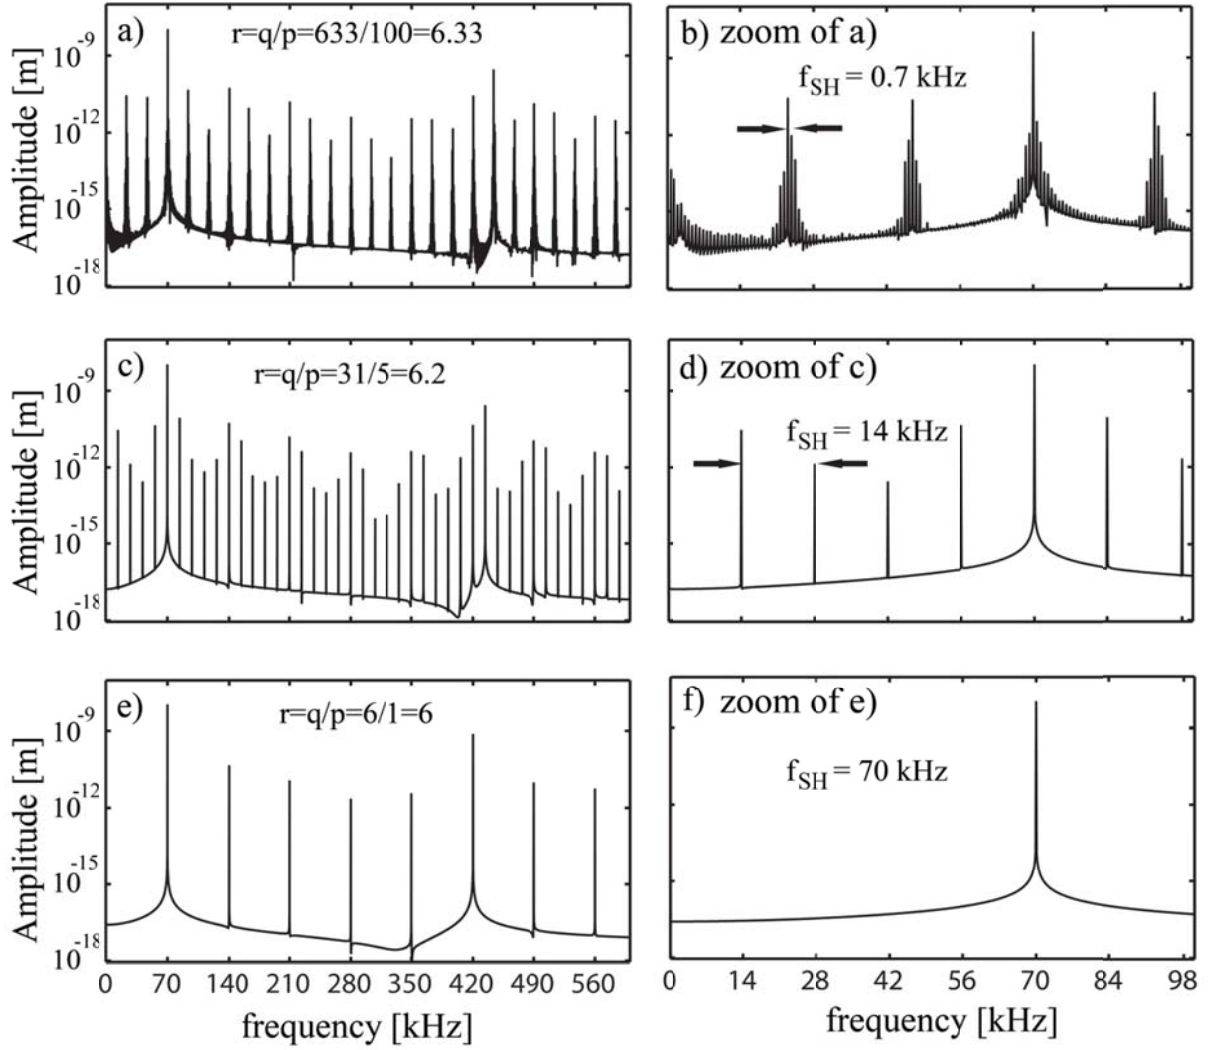 a)
r=q/p=633/100=6.33
Amplitude [m]
10-9
10-12
10-15
10-18
b) zoom of a)
fSH = 0.7 kHz
c)
r=q/p=31/5=6.2
Amplitude [m]
10-9
10-12
10-15
10-18
d) zoom of c)
fSH = 14 kHz
e)
r=q/p=6/1=6
Amplitude [m]
10-9
10-12
10-15
10-18
0 70 140 210 280 350 420 490 560
frequency [kHz]
f) zoom of e)
fSH = 70 kHz
0 14 28 42 56 70 84 98
frequency [kHz]